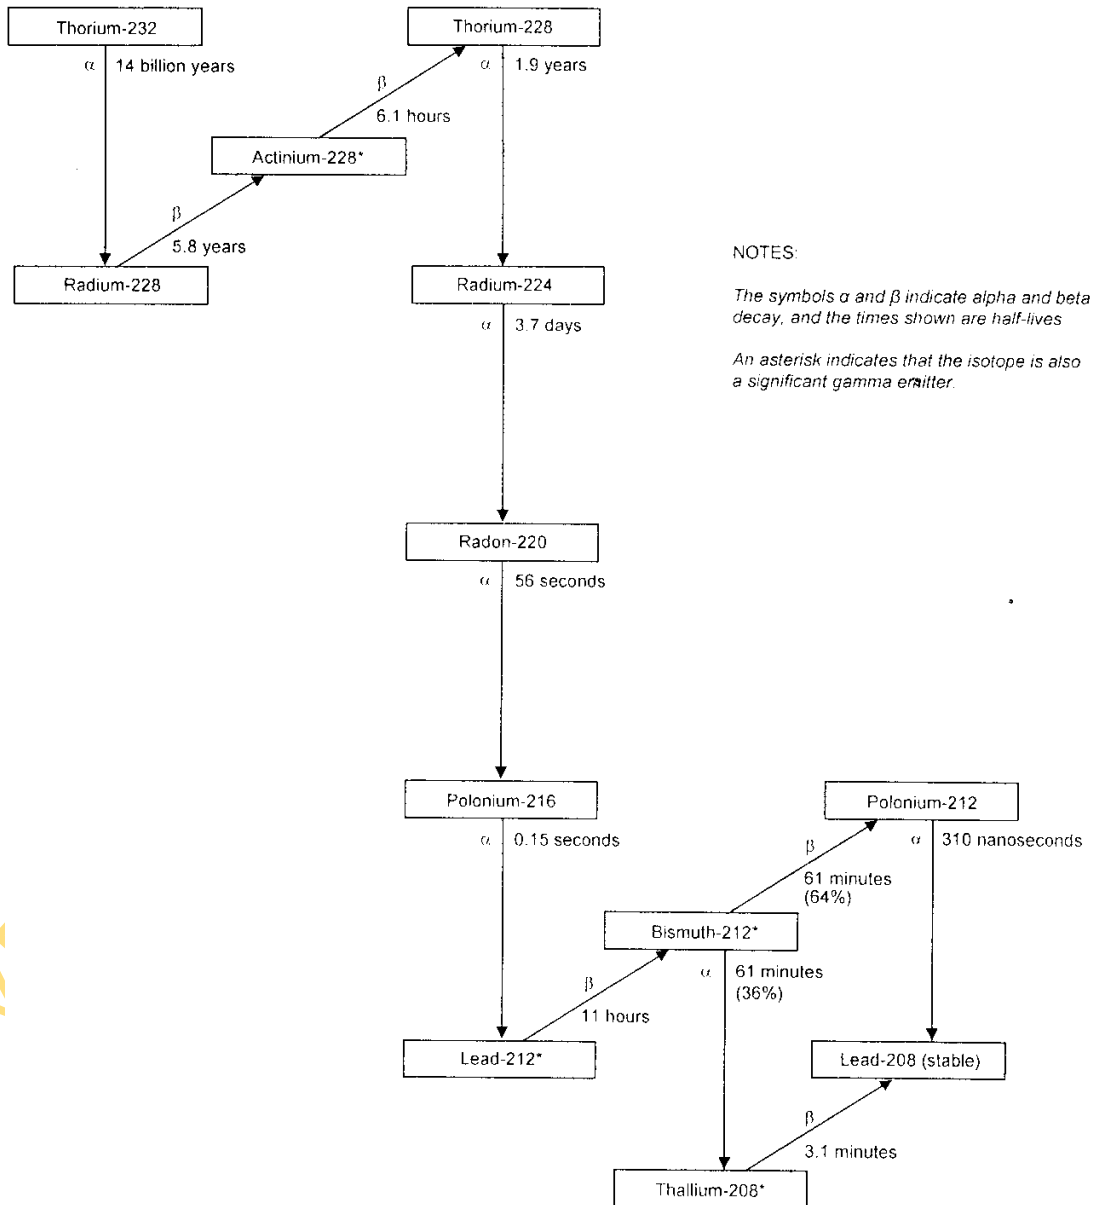 Thorium-232
Thorium-228
α 14 billion years
α 1.9 years
β
6.1 hours
Actinium-228*
β
5.8 years
Radium-228
Radium-224
α 3.7 days
NOTES:
The symbols α and β indicate alpha and beta
decay, and the times shown are half-lives
An asterisk indicates that the isotope is also
a significant gamma emitter.
Radon-220
α 56 seconds
Polonium-216
α 0.15 seconds
Polonium-212
α 310 nanoseconds
β
61 minutes
(64%)
Bismuth-212*
α 61 minutes
(36%)
β
11 hours
Lead-212*
Lead-208 (stable)
β
3.1 minutes
Thallium-208*